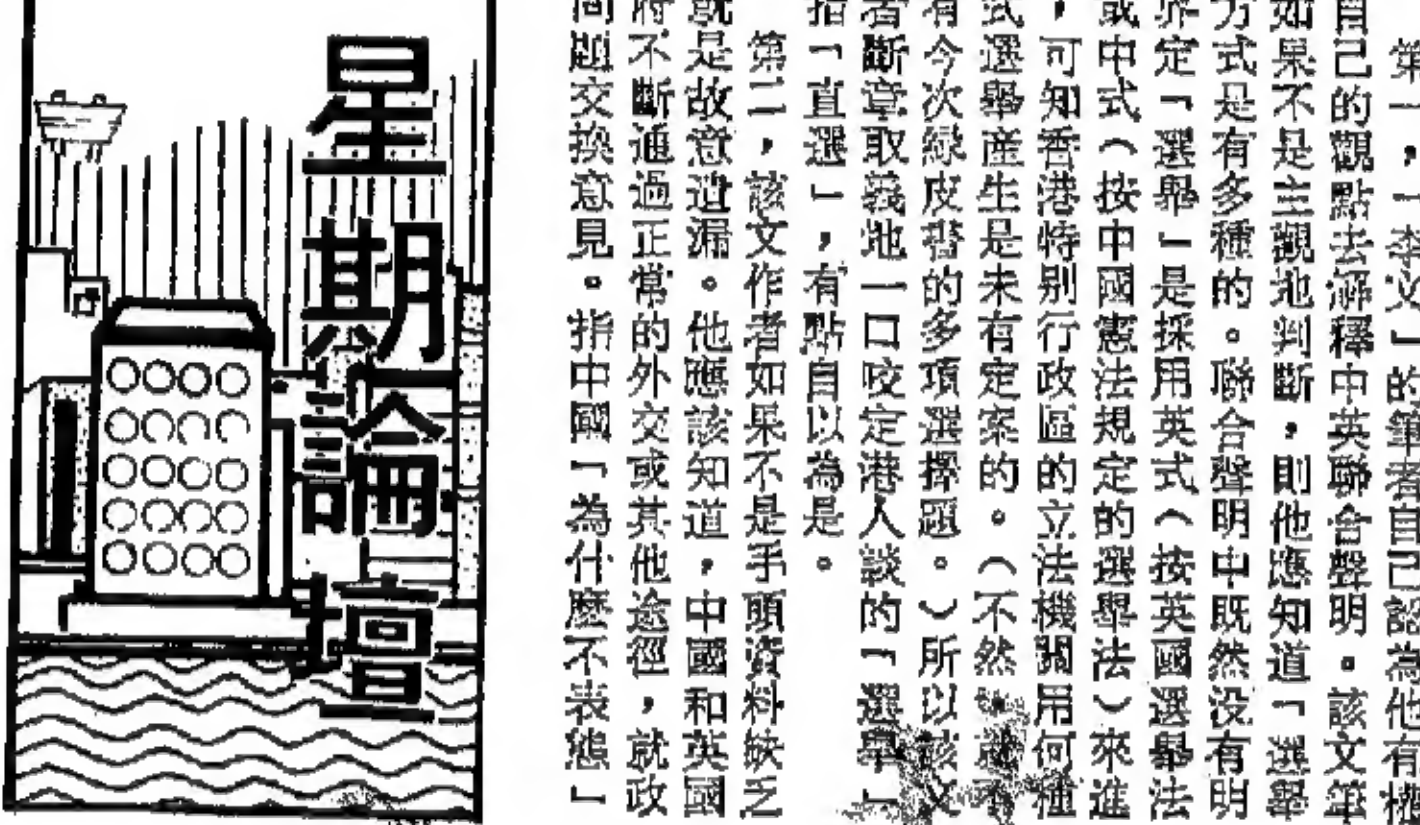 第一，「李文」的筆者自己認為他有權
自己的觀點去解釋中英聯合聲明。該文筆
如果不是主觀地判斷，則他應知道「選舉
方式是有多種的。聯合聲明中既然没有明
界定「選舉」是採用英式（按英國選舉法
或中式（按中國憲法規定的選舉法）來進
，可知香港特别行政區的立法機關用何種
式選舉產生是未有定案的。（不然
有今次綠皮書的多項選擇題。）所以該文
者斷章取義地一口咬定港人談的「選舉」
指「直選」，有點自以為是。
第二，該文作者如果不是手頭資料缺乏
就是故意遺漏。他應該知道，中國和英國
將不斷通過正常的外交或其他途徑，就政
問題交換意見。指中國「為什麼不表態」
星期論壇